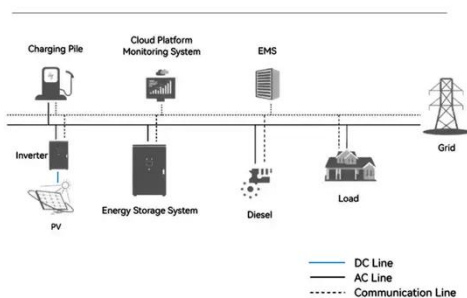 Charging Pile
Cloud Platform
Monitoring System
EMS
Grid
Inverter
PV
Energy Storage System
Diesel
Load
DC Line
AC Line
Communication Line